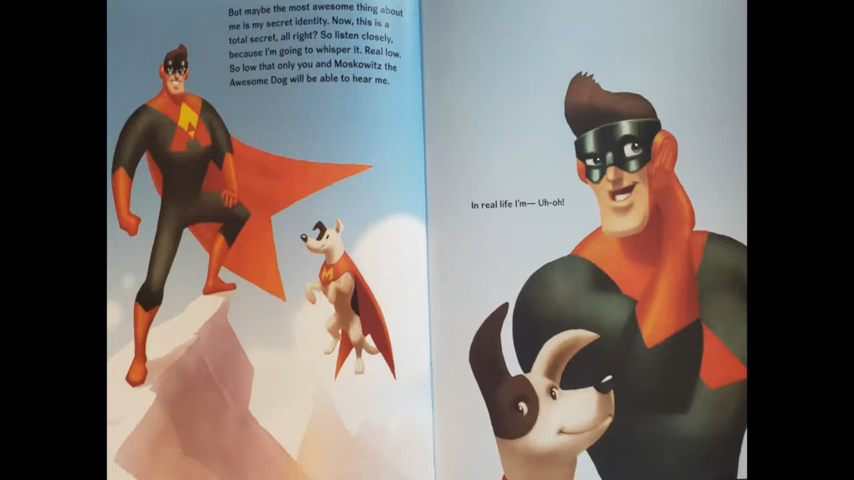 But maybe the most awesome thing about
me is my secret identity. Now, this is a
total secret, all right? So listen closely,
because I'm going to whisper it. Real low.
So low that only you and Moskowitz the
Awesome Dog will be able to hear me.
M
In real life I'm— Uh-oh!